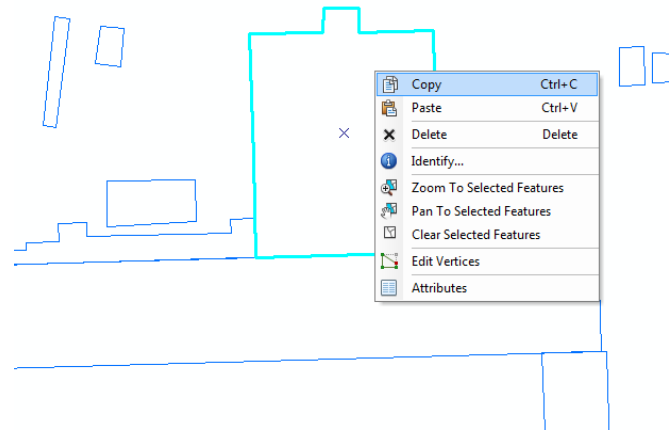 Copy Ctrl+C
Paste Ctrl+V
Delete Delete
Identify...
Zoom To Selected Features
Pan To Selected Features
Clear Selected Features
Edit Vertices
Attributes